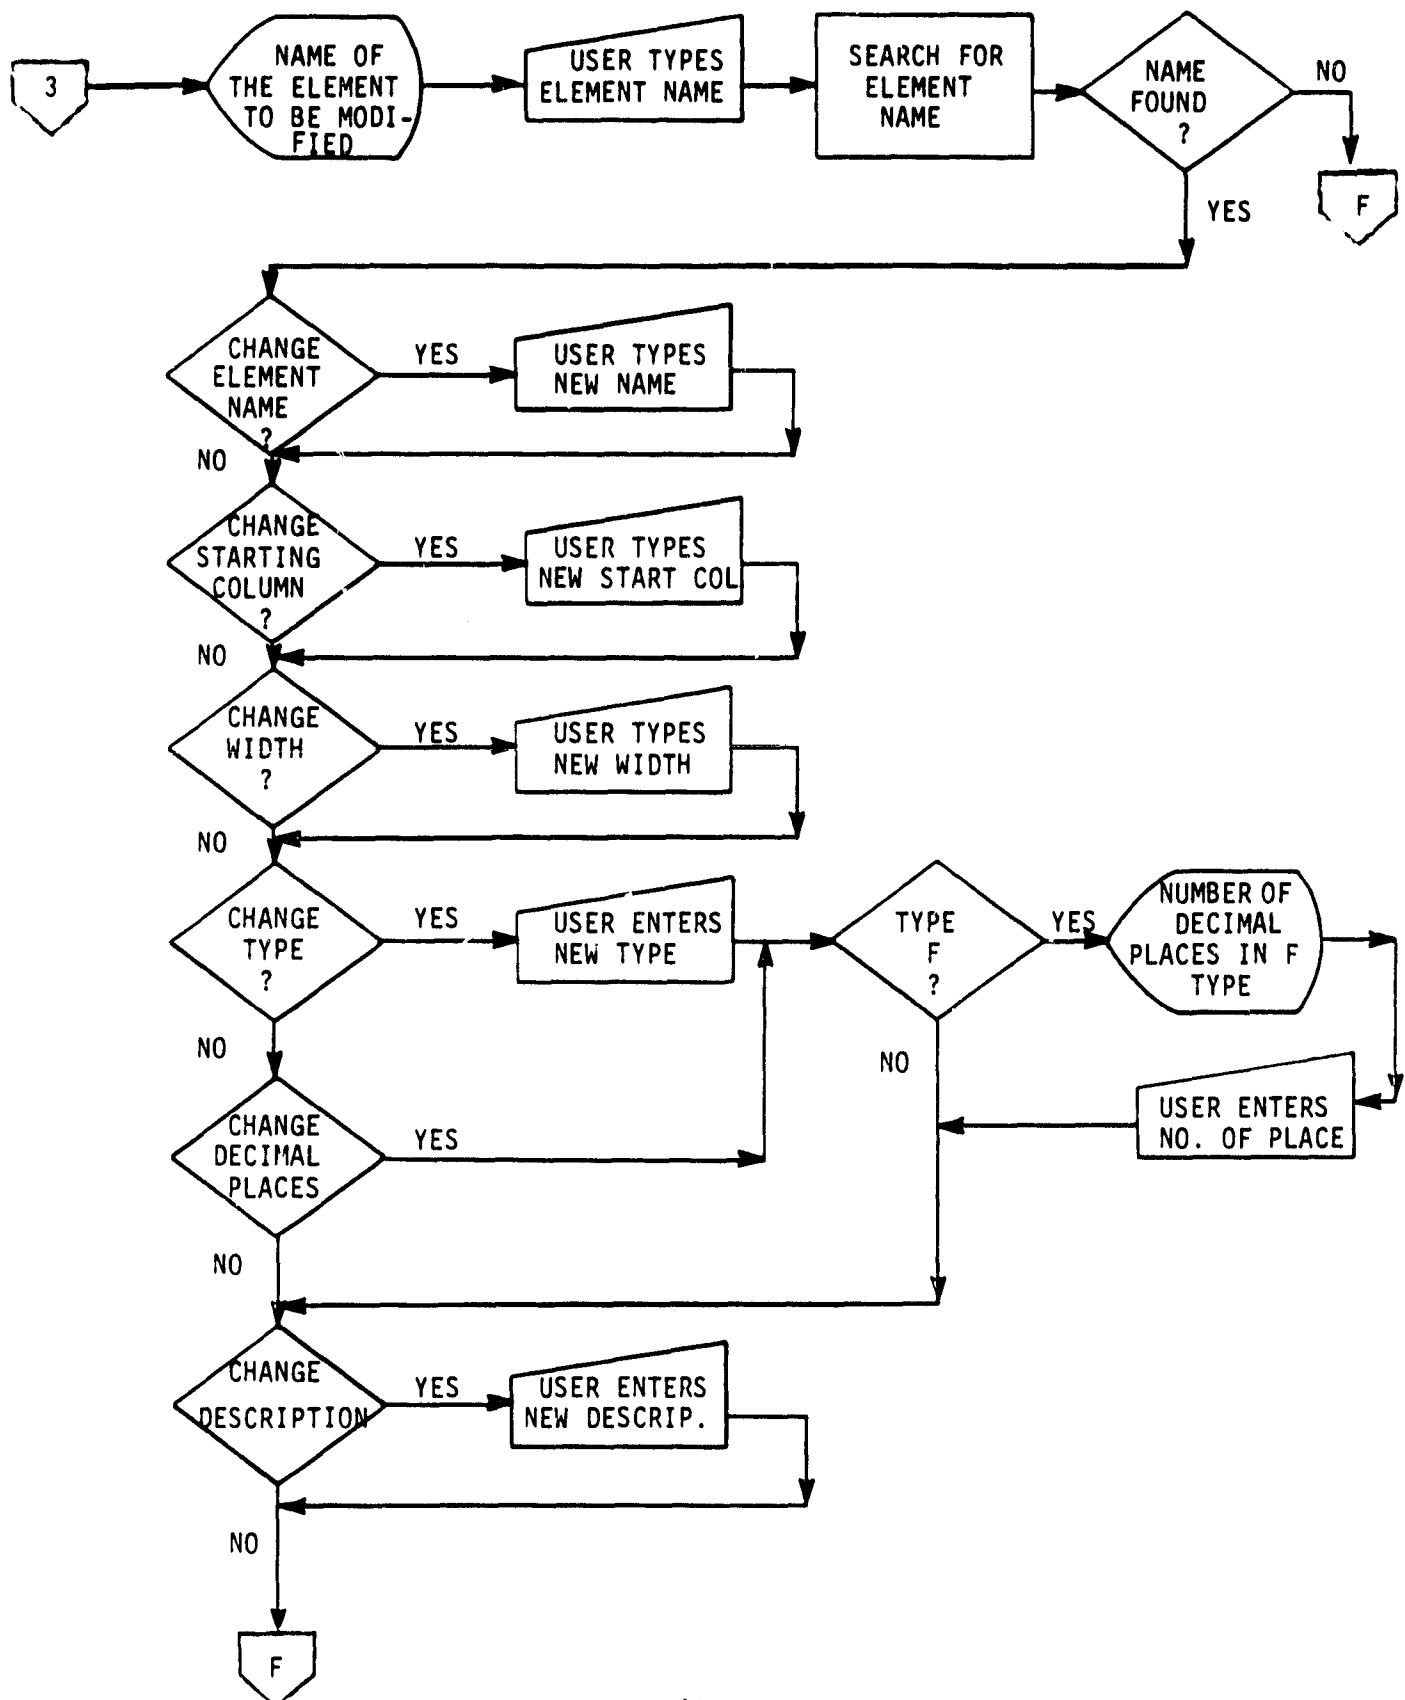 3
NAME OF
THE ELEMENT
TO BE MODI-
FIED
USER TYPES
ELEMENT NAME
SEARCH FOR
ELEMENT
NAME
NAME
FOUND
?
NO
F
YES
CHANGE
ELEMENT
NAME
?
YES
USER TYPES
NEW NAME
NO
CHANGE
STARTING
COLUMN
?
YES
USER TYPES
NEW START COL
NO
CHANGE
WIDTH
?
YES
USER TYPES
NEW WIDTH
NO
CHANGE
TYPE
?
YES
USER ENTERS
NEW TYPE
TYPE
F
?
YES
NUMBER OF
DECIMAL
PLACES IN F
TYPE
NO
NO
USER ENTERS
NO. OF PLACE
CHANGE
DECIMAL
PLACES
YES
NO
CHANGE
DESCRIPTION
YES
USER ENTERS
NEW DESCRIP.
NO
F